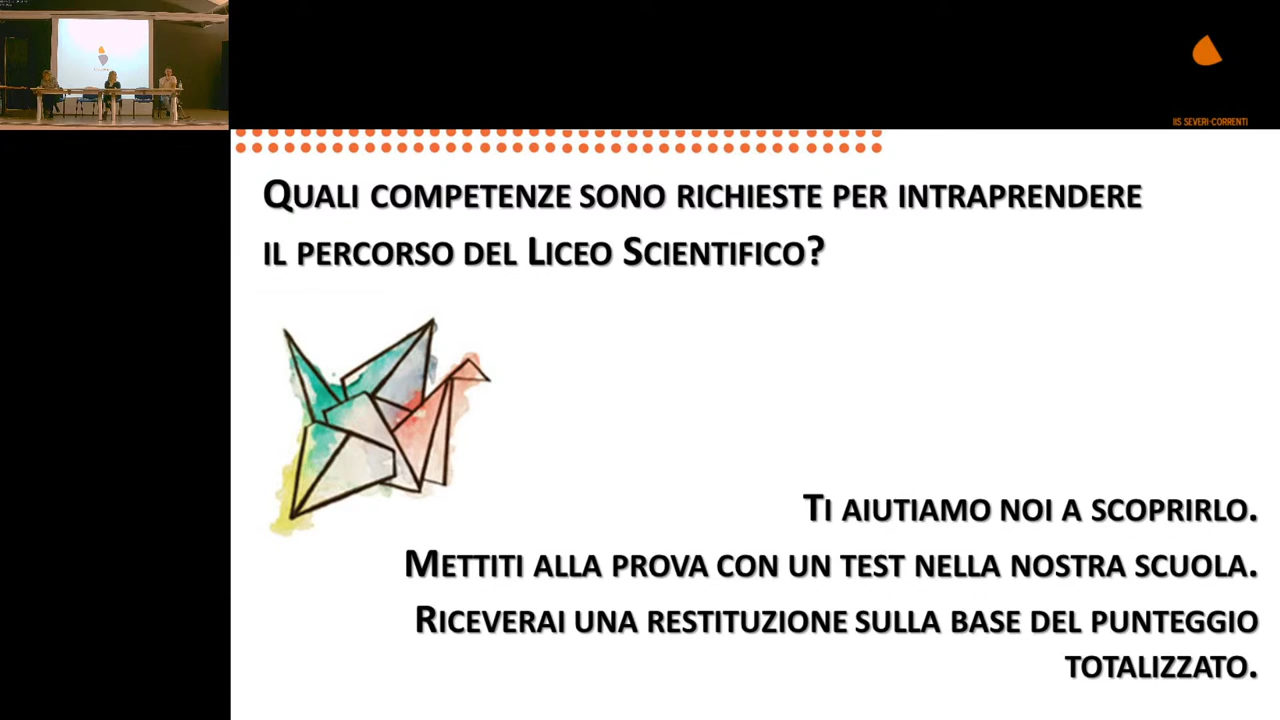 IIS SEVERI-CORRENTI
QUALI COMPETENZE SONO RICHIESTE PER INTRAPRENDERE
IL PERCORSO DEL LICEO SCIENTIFICO?
TI AIUTIAMO NOI A SCOPRIRLO.
METTITI ALLA PROVA CON UN TEST NELLA NOSTRA SCUOLA.
RICEVERAI UNA RESTITUZIONE SULLA BASE DEL PUNTEGGIO
TOTALIZZATO.